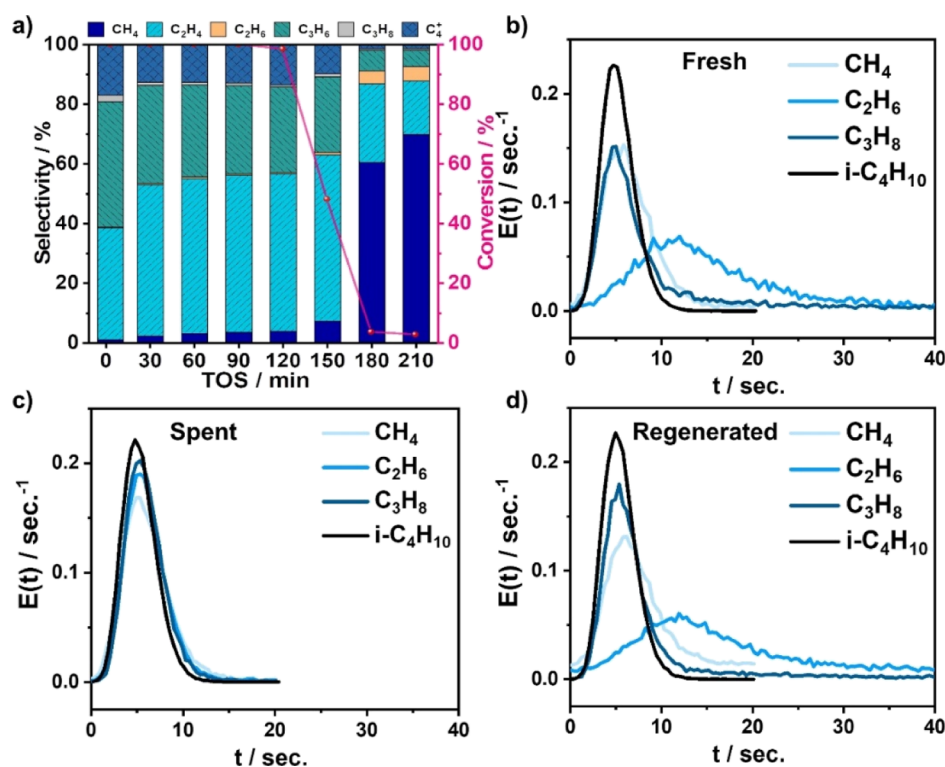 a)
CH₄ C₂H₄ C₂H₆ C₃H₆ C₃H₈ C₄⁺
100
80
60
40
20
0
Selectivity / %
100
80
60
40
20
0
Conversion / %
0 30 60 90 120 150 180 210
TOS / min
b)
Fresh
CH₄
C₂H₆
C₃H₈
i-C₄H₁₀
0.2
0.1
0.0
E(t) / sec.⁻¹
0 10 20 30 40
t / sec.
c)
Spent
CH₄
C₂H₆
C₃H₈
i-C₄H₁₀
0.2
0.1
0.0
E(t) / sec.⁻¹
0 10 20 30 40
t / sec.
d)
Regenerated
CH₄
C₂H₆
C₃H₈
i-C₄H₁₀
0.2
0.1
0.0
E(t) / sec.⁻¹
0 10 20 30 40
t / sec.